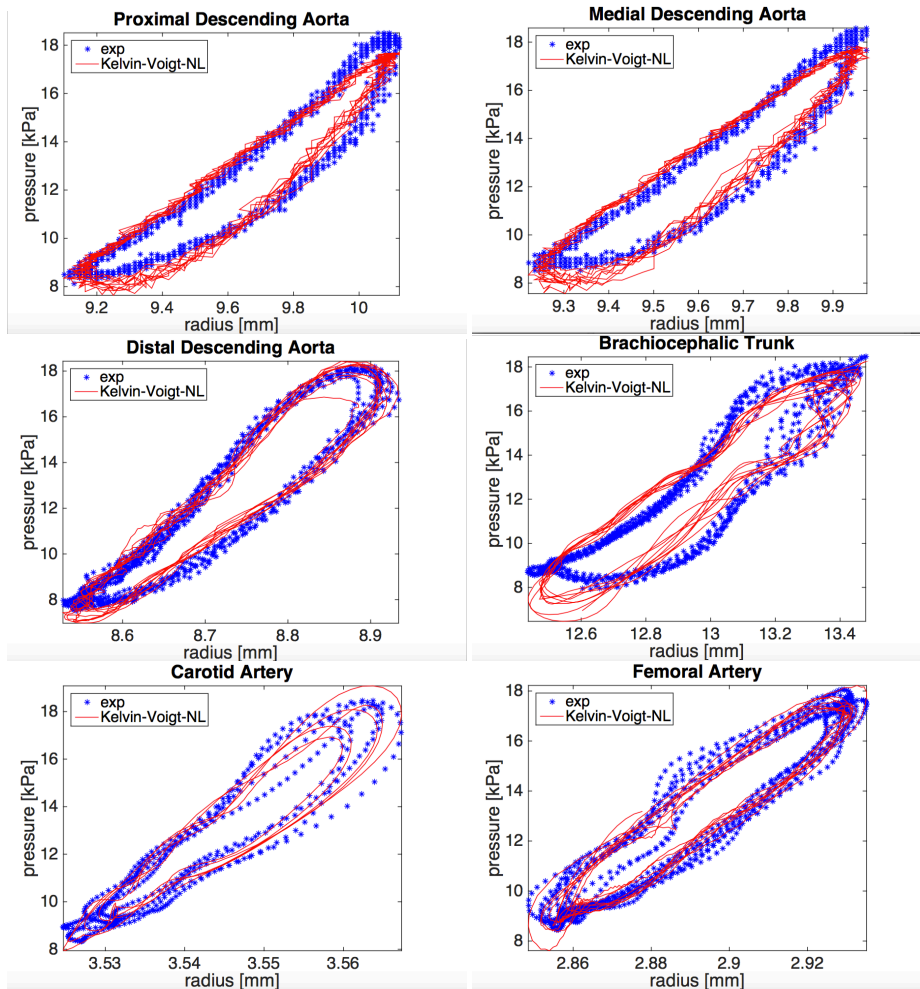 Proximal Descending Aorta
18
16
14
12
10
8
pressure [kPa]
exp
Kelvin-Voigt-NL
9.2 9.4 9.6 9.8 10
radius [mm]
Medial Descending Aorta
18
16
14
12
10
8
pressure [kPa]
exp
Kelvin-Voigt-NL
9.3 9.4 9.5 9.6 9.7 9.8 9.9
radius [mm]
Distal Descending Aorta
18
16
14
12
10
8
pressure [kPa]
exp
Kelvin-Voigt-NL
8.6 8.7 8.8 8.9
radius [mm]
Brachiocephalic Trunk
18
16
14
12
10
8
pressure [kPa]
exp
Kelvin-Voigt-NL
12.6 12.8 13 13.2 13.4
radius [mm]
Carotid Artery
18
16
14
12
10
8
pressure [kPa]
exp
Kelvin-Voigt-NL
3.53 3.54 3.55 3.56
radius [mm]
Femoral Artery
18
16
14
12
10
8
pressure [kPa]
exp
Kelvin-Voigt-NL
2.86 2.88 2.9 2.92
radius [mm]